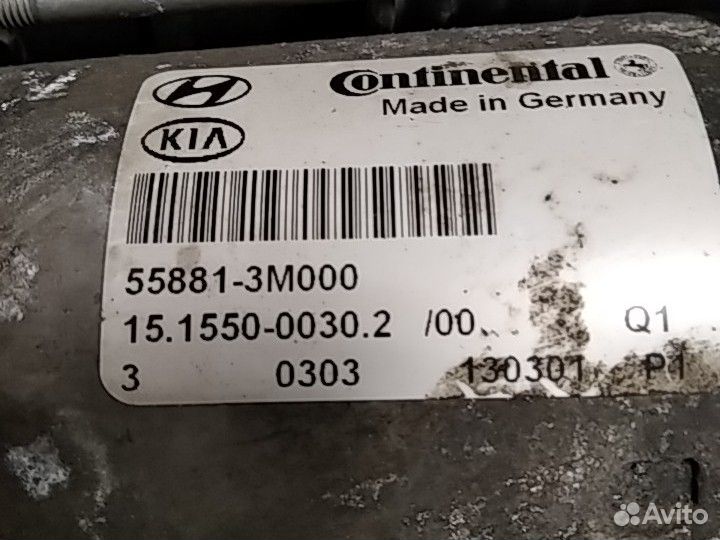 Continental
Made in Germany
KIA
55881-3M000
15.1550-0030.2 /00. Q1
3 0303 130301 P1
Avito